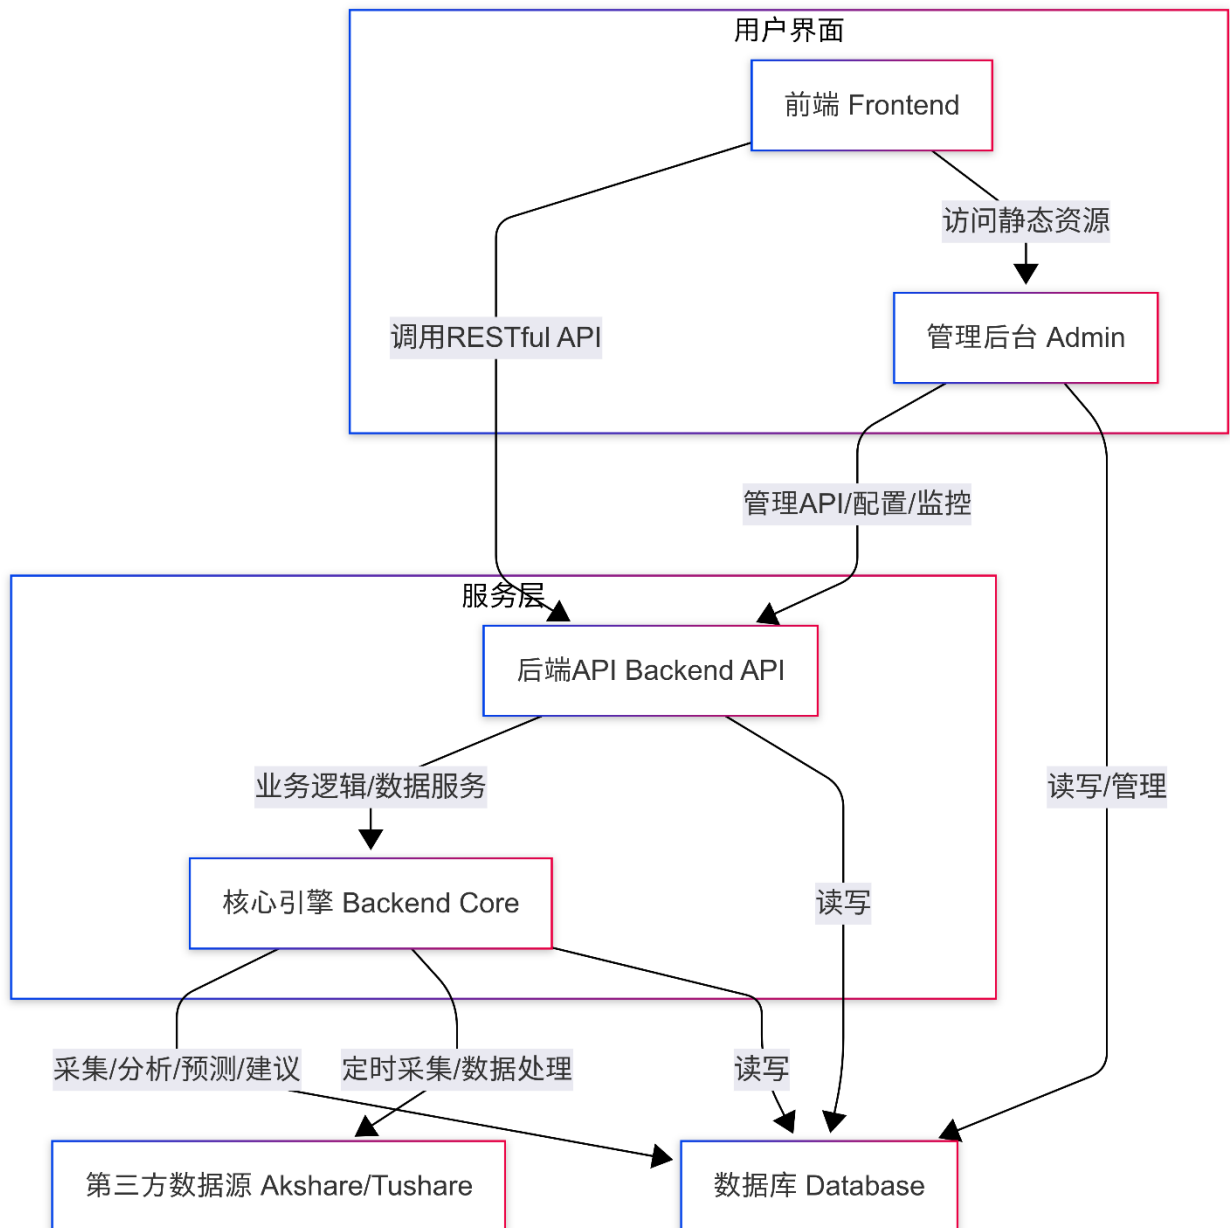 用户界面
前端 Frontend
访问静态资源
调用RESTful API
管理后台 Admin
管理API/配置/监控
服务层
后端API Backend API
业务逻辑/数据服务
读写/管理
核心引擎 Backend Core
读写
采集/分析/预测/建议
定时采集/数据处理
读写
第三方数据源 Akshare/Tushare
数据库 Database